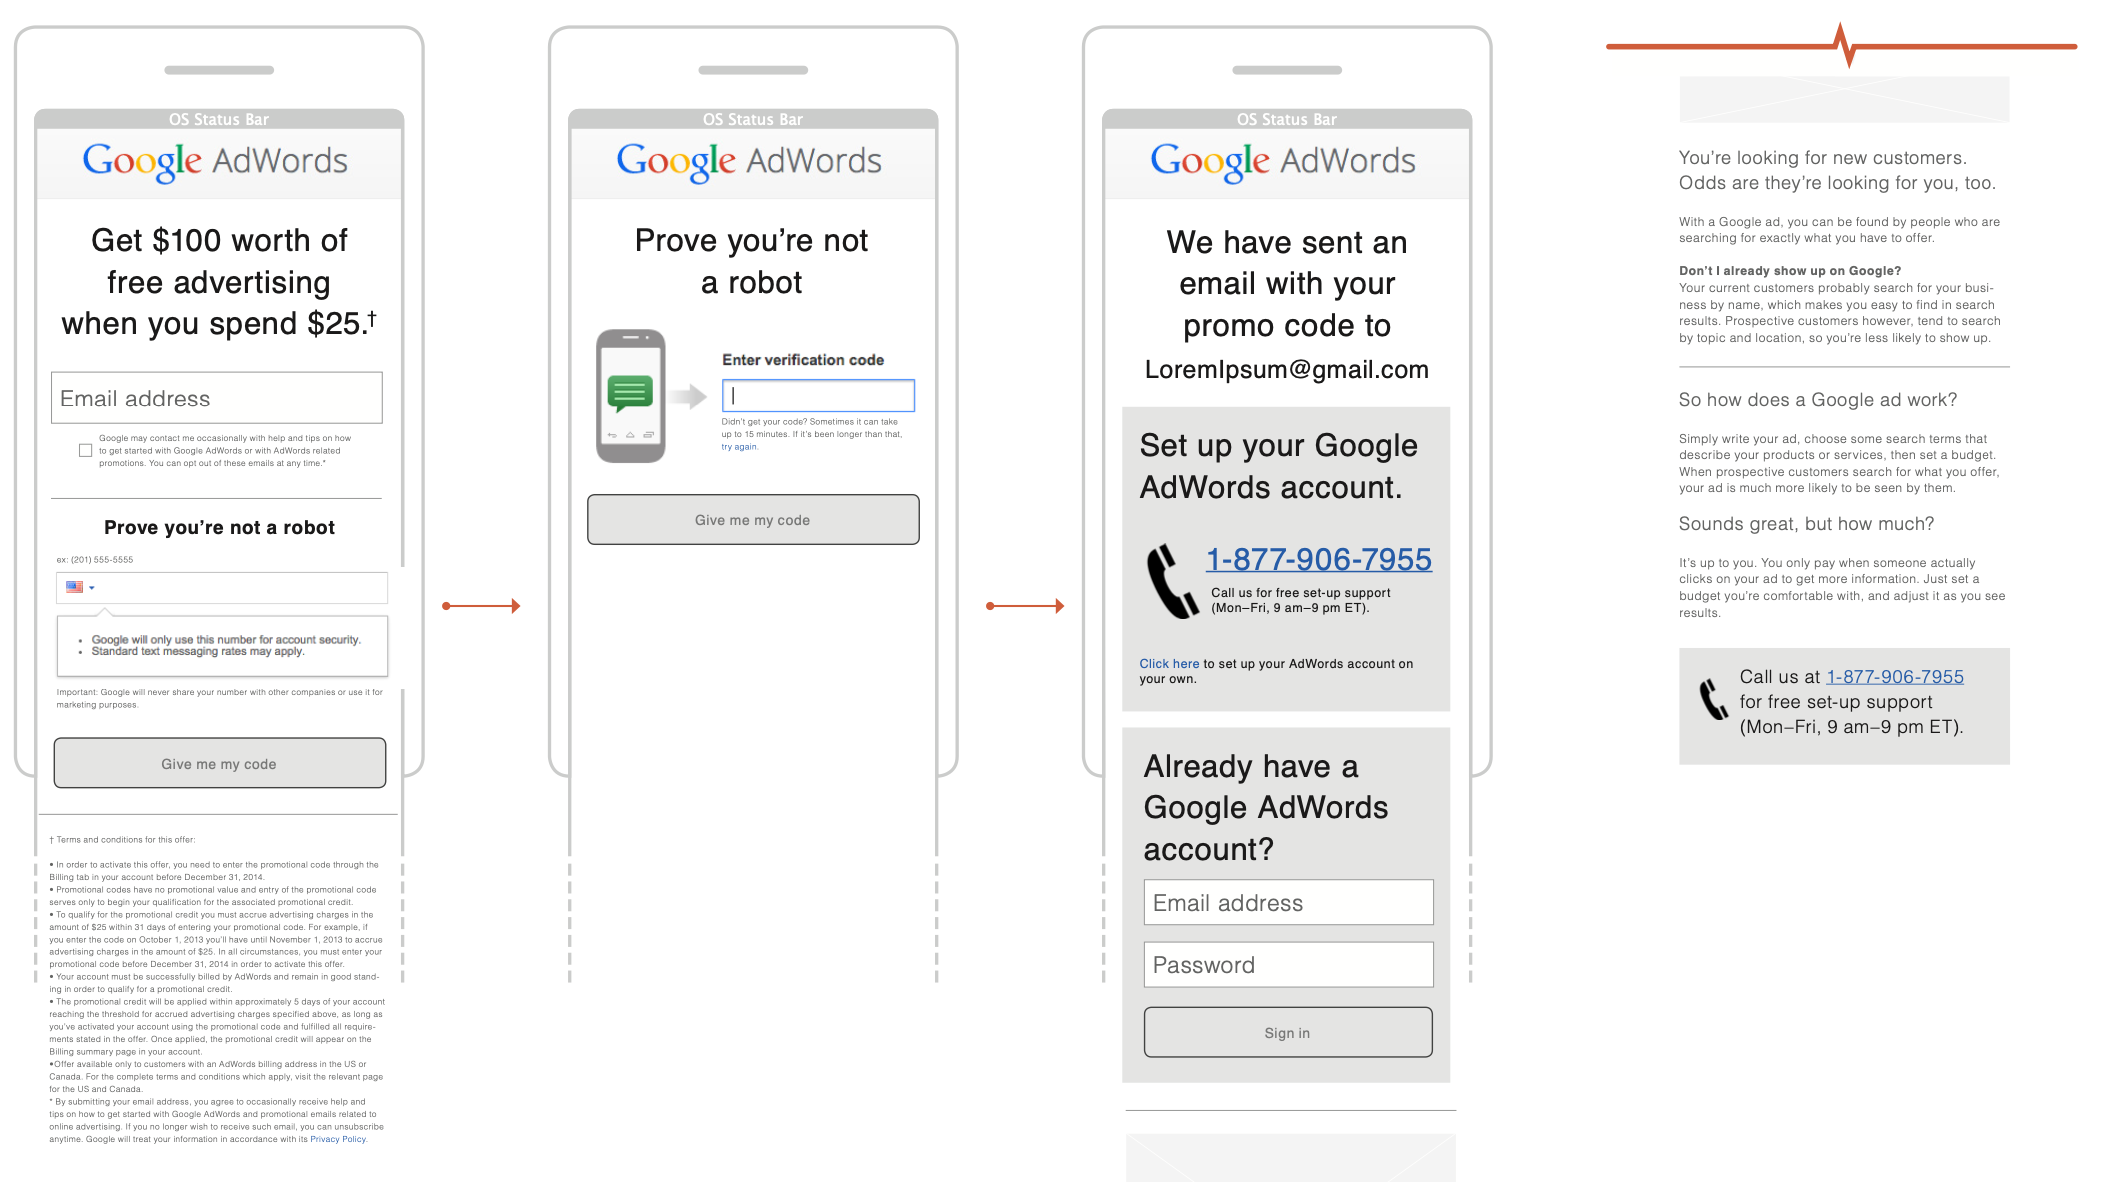 OS Status Bar
Google AdWords
Get $100 worth of
free advertising
when you spend $25.†
Email address
Google may contact me occasionally with help and tips on how
to get started with Google AdWords or with AdWords related
promotions. You can opt out of these emails at any time.*
Prove you’re not a robot
ex: (201) 555-5555
• Google will only use this number for account security.
• Standard text messaging rates may apply.
Important: Google will never share your number with other companies or use it for
marketing purposes.
Give me my code
† Terms and conditions for this offer:
• In order to activate this offer, you need to enter the promotional code through the
Billing tab in your account before December 31, 2014.
• Promotional codes have no promotional value and entry of the promotional code
serves only to begin your qualification for the associated promotional credit.
• To qualify for the promotional credit you must accrue advertising charges in the
amount of $25 within 31 days of entering your promotional code. For example, if
you enter the code on October 1, 2013 you’ll have until November 1, 2013 to accrue
advertising charges in the amount of $25. In all circumstances, you must enter your
promotional code before December 31, 2014 in order to activate this offer.
• Your account must be successfully billed by AdWords and remain in good stand-
ing in order to qualify for a promotional credit.
• The promotional credit will be applied within approximately 5 days of your account
reaching the threshold for accrued advertising charges specified above, as long as
you’ve activated your account using the promotional code and fulfilled all require-
ments stated in the offer. Once applied, the promotional credit will appear on the
Billing summary page in your account.
•Offer available only to customers with an AdWords billing address in the US or
Canada. For the complete terms and conditions which apply, visit the relevant page
for the US and Canada.
* By submitting your email address, you agree to occasionally receive help and
tips on how to get started with Google AdWords and promotional emails related to
online advertising. If you no longer wish to receive such email, you can unsubscribe
anytime. Google will treat your information in accordance with its Privacy Policy.
OS Status Bar
Google AdWords
Prove you’re not
a robot
Enter verification code
Didn’t get your code? Sometimes it can take
up to 15 minutes. If it’s been longer than that,
try again.
Give me my code
OS Status Bar
Google AdWords
We have sent an
email with your
promo code to
LoremIpsum@gmail.com
Set up your Google
AdWords account.
1-877-906-7955
Call us for free set-up support
(Mon–Fri, 9 am–9 pm ET).
Click here to set up your AdWords account on
your own.
Already have a
Google AdWords
account?
Email address
Password
Sign in
You’re looking for new customers.
Odds are they’re looking for you, too.
With a Google ad, you can be found by people who are
searching for exactly what you have to offer.
Don’t I already show up on Google?
Your current customers probably search for your busi-
ness by name, which makes you easy to find in search
results. Prospective customers however, tend to search
by topic and location, so you’re less likely to show up.
So how does a Google ad work?
Simply write your ad, choose some search terms that
describe your products or services, then set a budget.
When prospective customers search for what you offer,
your ad is much more likely to be seen by them.
Sounds great, but how much?
It’s up to you. You only pay when someone actually
clicks on your ad to get more information. Just set a
budget you’re comfortable with, and adjust it as you see
results.
Call us at 1-877-906-7955
for free set-up support
(Mon–Fri, 9 am–9 pm ET).